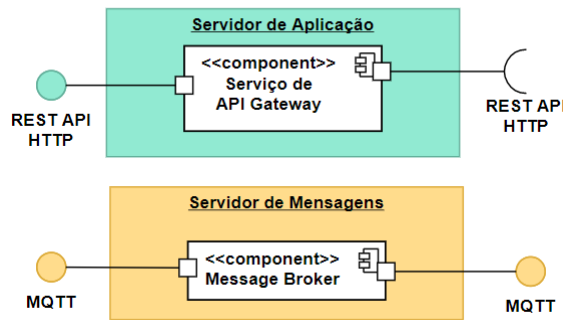 Servidor de Aplicação
<<component>>
Serviço de
API Gateway
REST API
HTTP
REST API
HTTP
Servidor de Mensagens
<<component>>
Message Broker
MQTT
MQTT